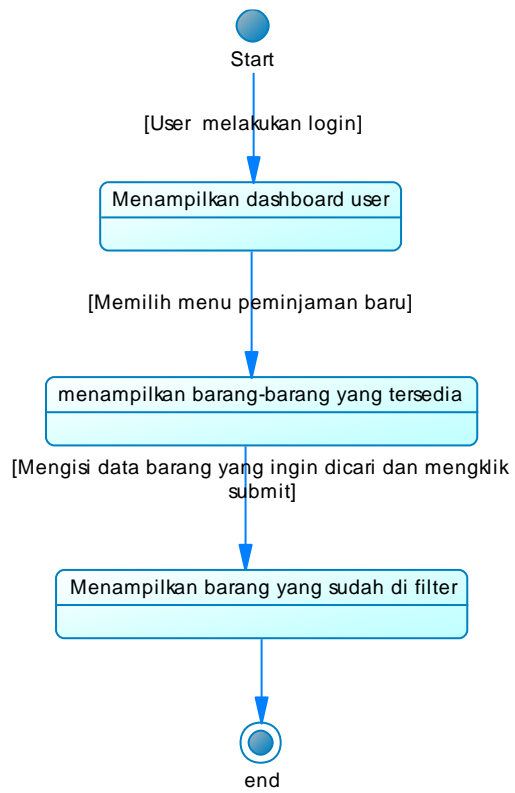 Start
[User melakukan login]
Menampilkan dashboard user
[Memilih menu peminjaman baru]
menampilkan barang-barang yang tersedia
[Mengisi data barang yang ingin dicari dan mengklik
submit]
Menampilkan barang yang sudah di filter
end